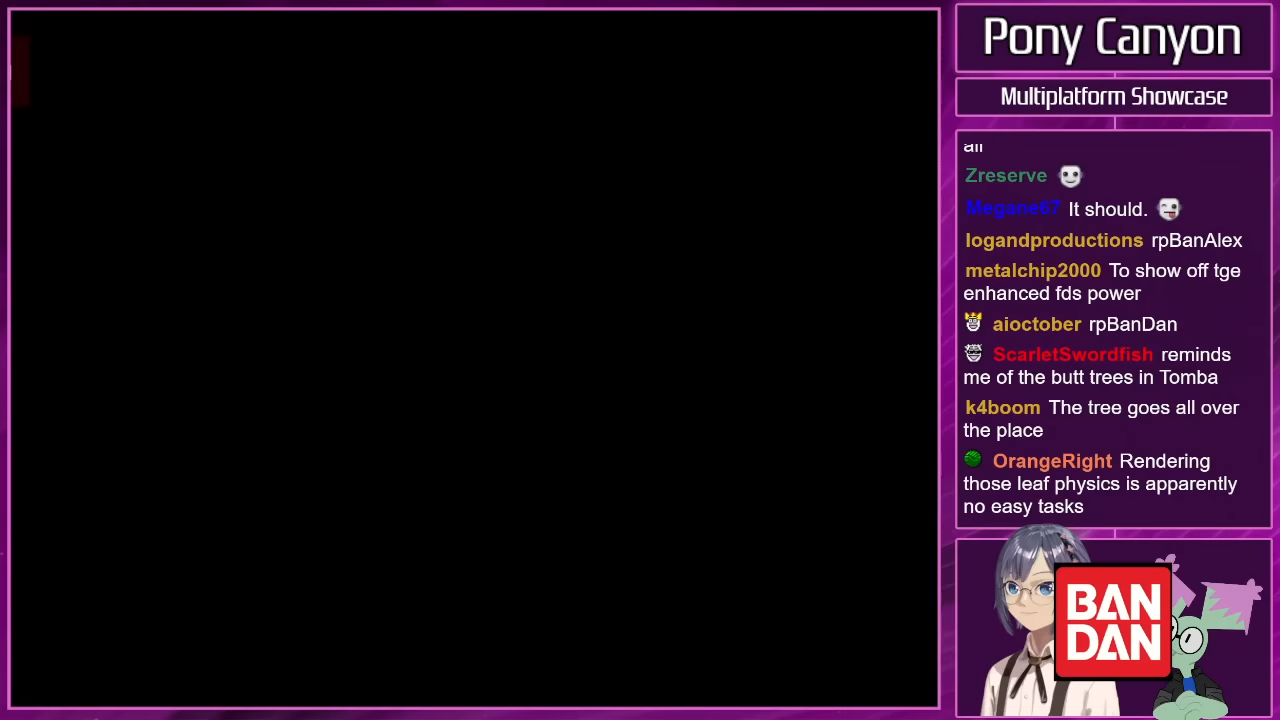 Pony Canyon
Multiplatform Showcase
all
Zreserve
Megane67 It should.
logandproductions rpBanAlex
metalchip2000 To show off tge
enhanced fds power
aioctober rpBanDan
ScarletSwordfish reminds
me of the butt trees in Tomba
k4boom The tree goes all over
the place
OrangeRight Rendering
those leaf physics is apparently
no easy tasks
BAN
DAN